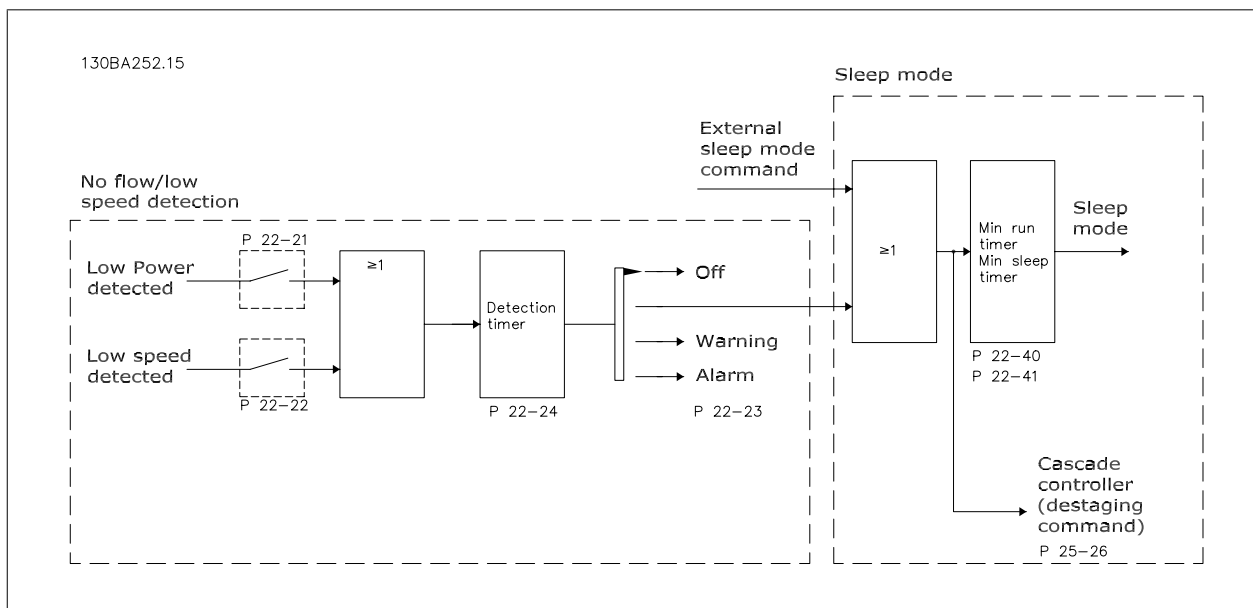 130BA252.15
Sleep mode
External
sleep mode
command
No flow/low
speed detection
P 22-21
Low Power
detected
≥1
Detection
timer
Off
Warning
Alarm
≥1
Min run
timer
Min sleep
timer
Sleep
mode
Low speed
detected
P 22-22
P 22-24
P 22-23
P 22-40
P 22-41
Cascade
controller
(destaging
command)
P 25-26